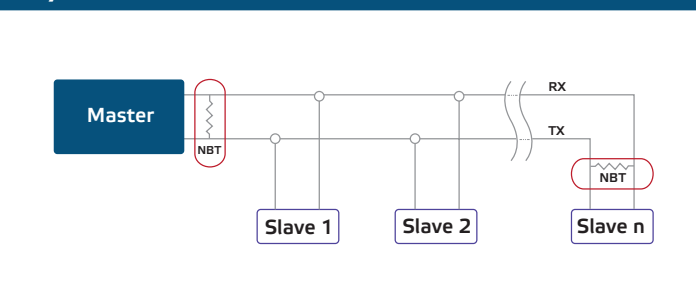 RX
Master
TX
NBT
NBT
Slave 1
Slave 2
Slave n